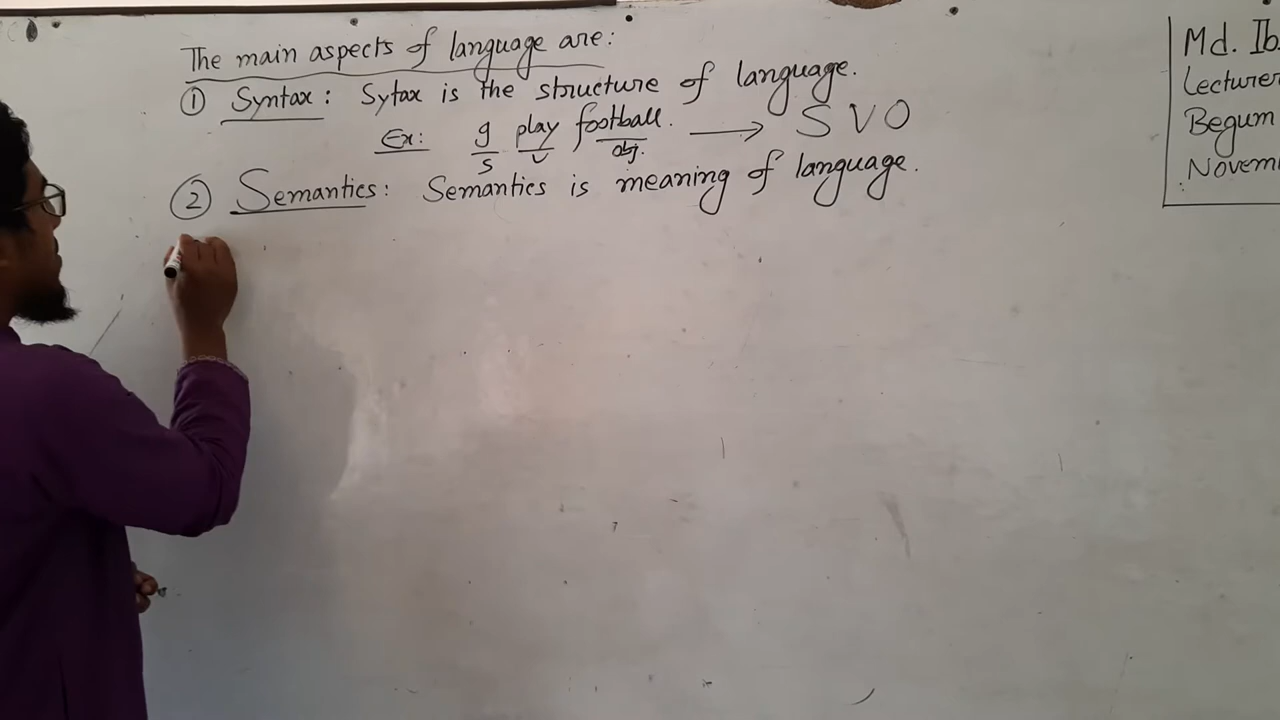 The main aspects of language are:
① Syntax: Sytax is the structure of language.
Ex: I play football. → S V O
S V obj.
② Semantics: Semantics is meaning of language.
Md. Ib
Lecturer
Begum
Novem